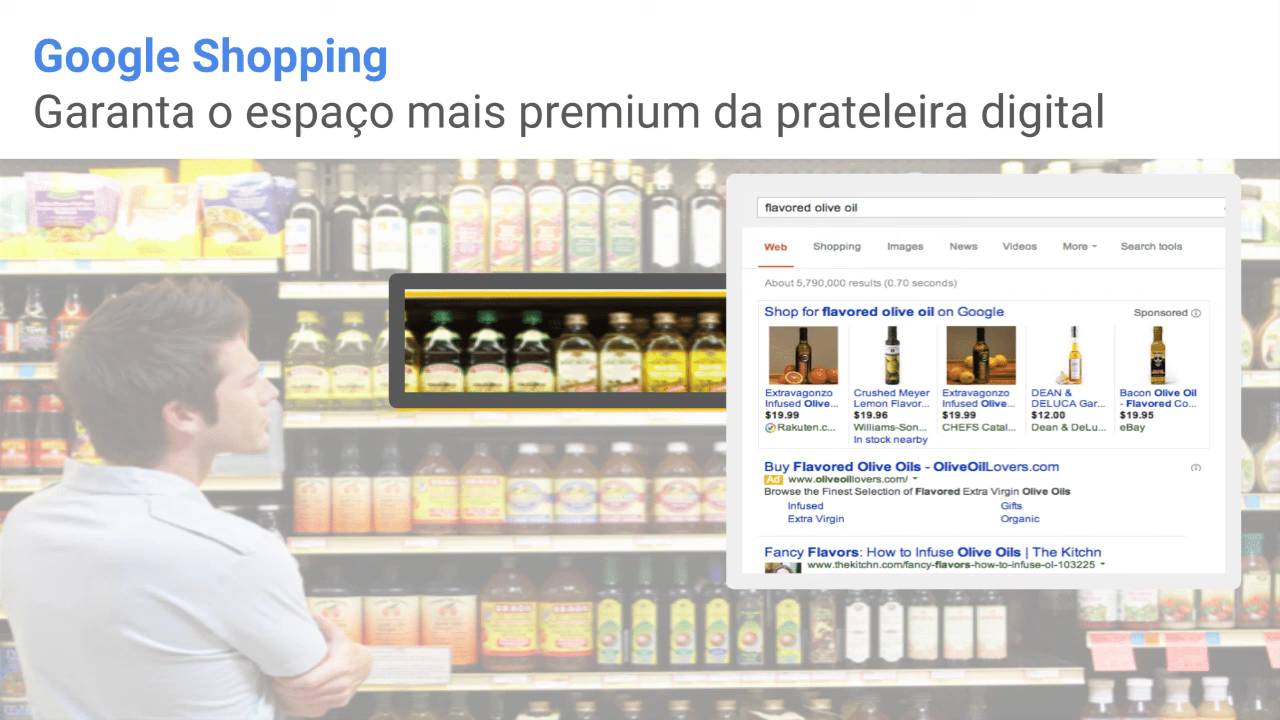 Google Shopping
Garanta o espaço mais premium da prateleira digital
flavored olive oil
Web Shopping Images News Videos More Search tools
About 5,790,000 results (0.70 seconds)
Shop for flavored olive oil on Google Sponsored
Extravagonzo
Infused Olive...
$19.99
Rakuten.c...
Crushed Meyer
Lemon Flavor...
$19.96
Williams-Son...
In stock nearby
Extravagonzo
Infused Olive...
$19.99
CHEFS Catal...
DEAN &
DELUCA Gar...
$12.00
Dean & DeLu...
Bacon Olive Oil
- Flavored Co...
$19.95
eBay
Buy Flavored Olive Oils - OliveOilLovers.com
Ad www.oliveoillovers.com/
Browse the Finest Selection of Flavored Extra Virgin Olive Oils
Infused Gifts
Extra Virgin Organic
Fancy Flavors: How to Infuse Olive Oils | The Kitchn
www.thekitchn.com/fancy-flavors-how-to-infuse-ol-103225